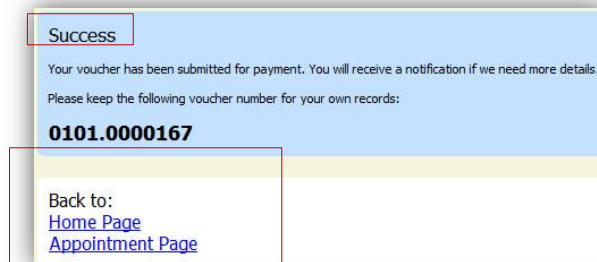 Success
Your voucher has been submitted for payment. You will receive a notification if we need more details.
Please keep the following voucher number for your own records:
0101.0000167
Back to:
Home Page
Appointment Page